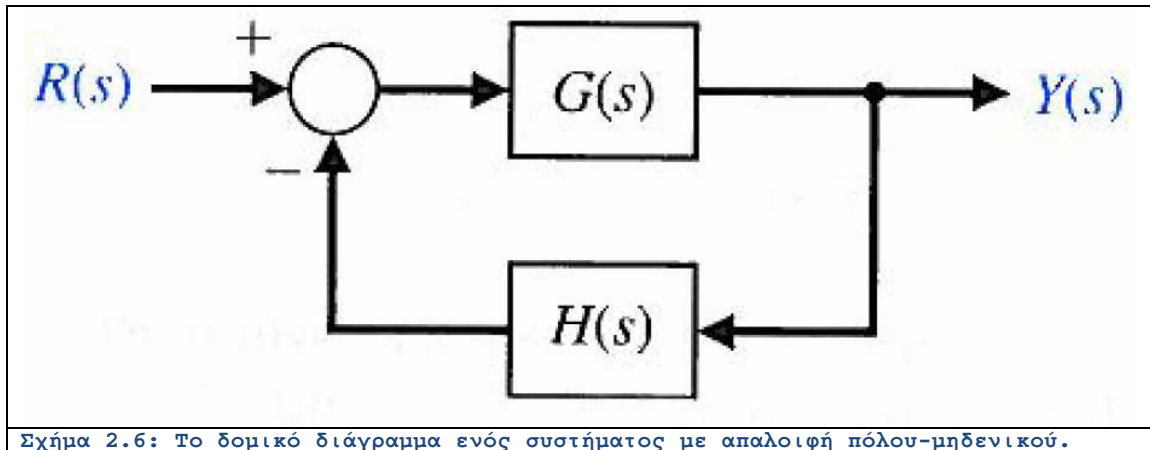 +
R(s)
G(s)
Y(s)
−
H(s)
Σχήμα 2.6: Το δομικό διάγραμμα ενός συστήματος με απαλοιφή πόλου-μηδενικού.